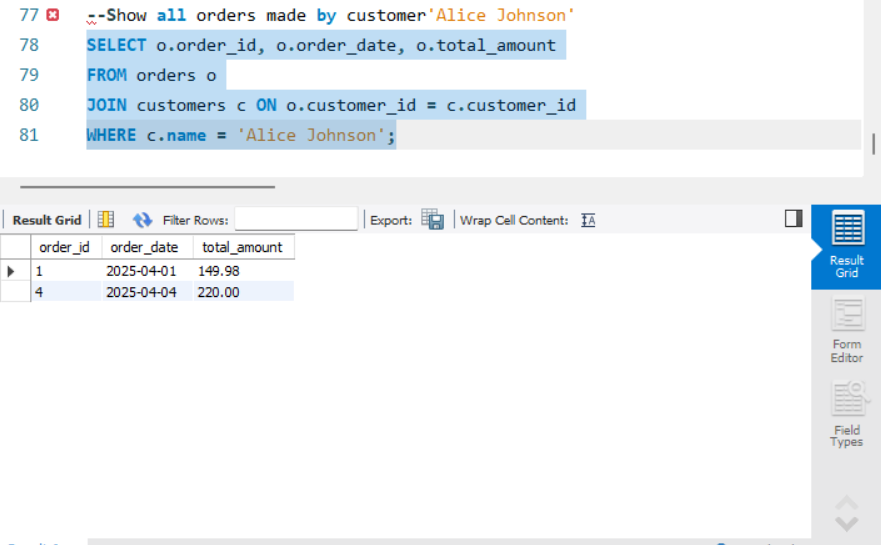 77 --Show all orders made by customer'Alice Johnson'
78 SELECT o.order_id, o.order_date, o.total_amount
79 FROM orders o
80 JOIN customers c ON o.customer_id = c.customer_id
81 WHERE c.name = 'Alice Johnson';
Result Grid Filter Rows: Export: Wrap Cell Content:
order_id order_date total_amount
1 2025-04-01 149.98
4 2025-04-04 220.00
Result
Grid
Form
Editor
Field
Types